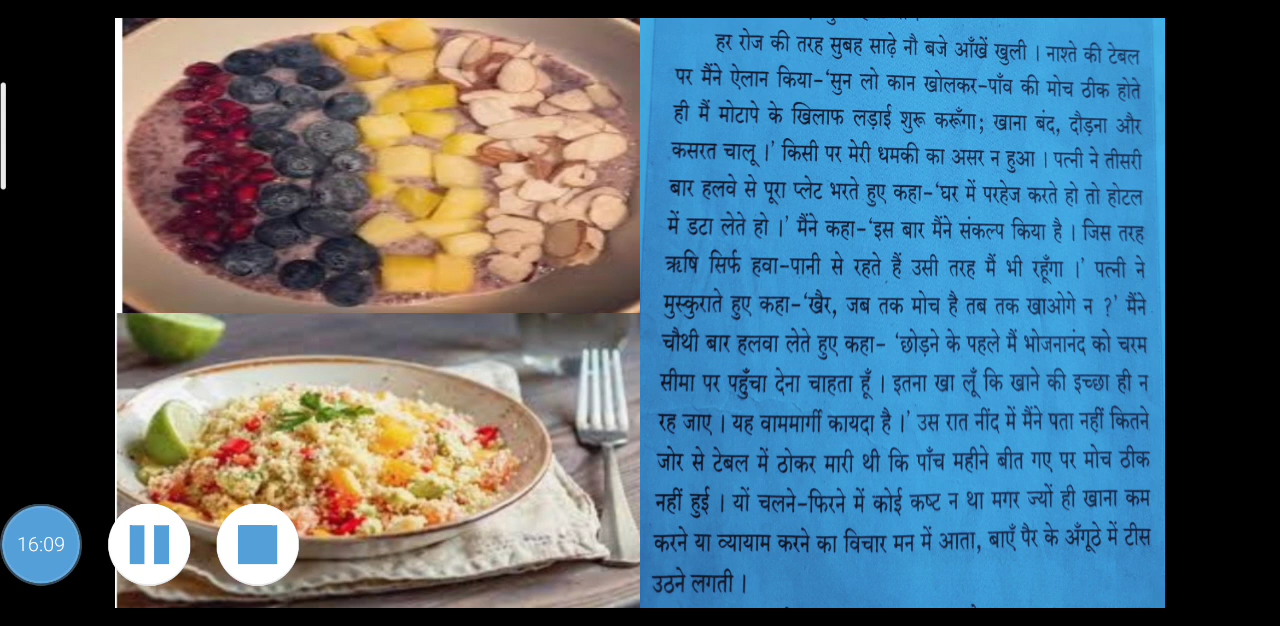 हर रोज की तरह सुबह साढ़े नौ बजे आँखें खुली । नाश्ते की टेबल
पर मैंने ऐलान किया-'सुन लो कान खोलकर-पाँव की मोच ठीक होते
ही मैं मोटापे के खिलाफ लड़ाई शुरू करूँगा; खाना बंद, दौड़ना और
कसरत चालू ।' किसी पर मेरी धमकी का असर न हुआ । पत्नी ने तीसरी
बार हलवे से पूरा प्लेट भरते हुए कहा-'घर में परहेज करते हो तो होटल
में डटा लेते हो ।' मैंने कहा-'इस बार मैंने संकल्प किया है । जिस तरह
ऋषि सिर्फ हवा-पानी से रहते हैं उसी तरह मैं भी रहूँगा ।' पत्नी ने
मुस्कुराते हुए कहा-'खैर, जब तक मोच है तब तक खाओगे न ?' मैंने
चौथी बार हलवा लेते हुए कहा- 'छोड़ने के पहले मैं भोजनानंद को चरम
सीमा पर पहुँचा देना चाहता हूँ । इतना खा लूँ कि खाने की इच्छा ही न
रह जाए । यह वाममार्गी कायदा है ।' उस रात नींद में मैंने पता नहीं कितने
जोर से टेबल में ठोकर मारी थी कि पाँच महीने बीत गए पर मोच ठीक
नहीं हुई । यों चलने-फिरने में कोई कष्ट न था मगर ज्यों ही खाना कम
करने या व्यायाम करने का विचार मन में आता, बाएँ पैर के अँगूठे में टीस
उठने लगती ।
16:09